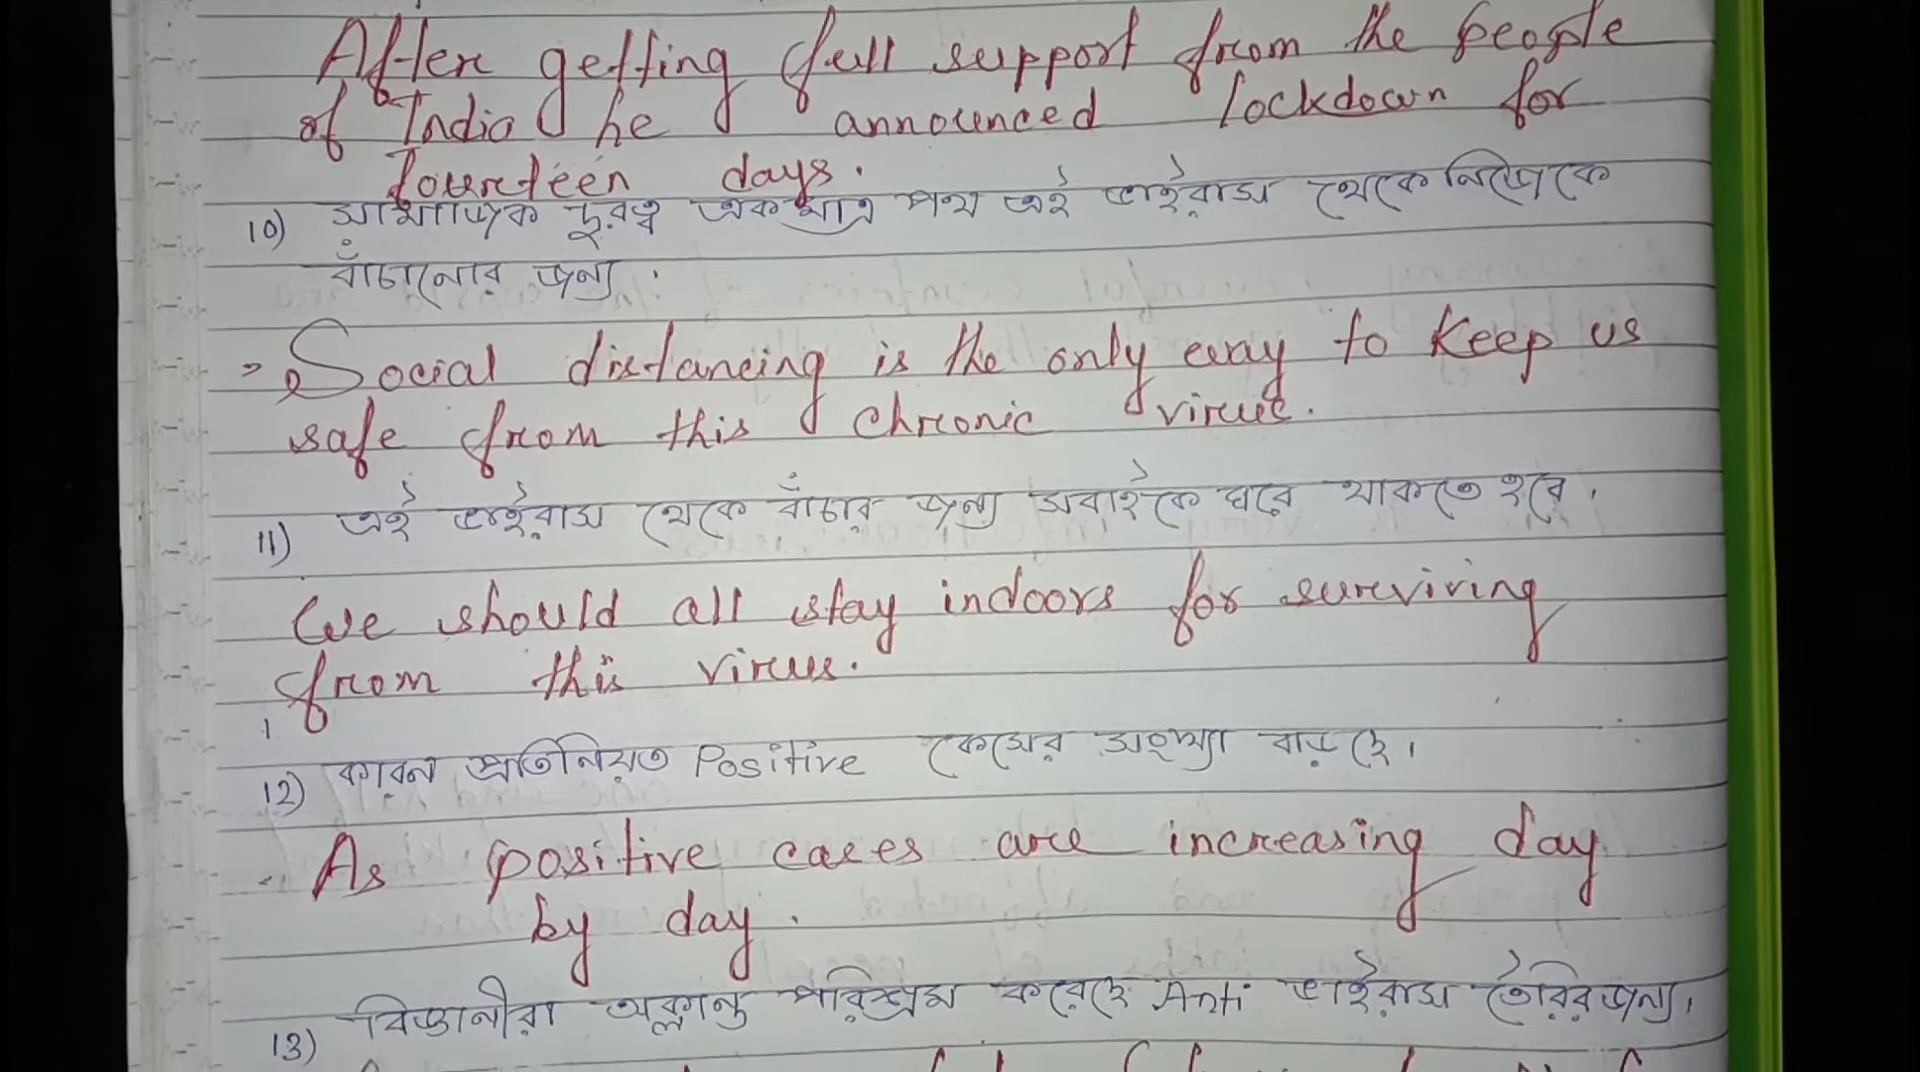 After getting full support from the people
of India he announced lockdown for
fourteen days.
10) সামাজিক দূরত্ব একমাত্র পথ এই ভাইরাস থেকে নিজেকে
বাঁচানোর জন্য.
Social distancing is the only way to keep us
safe from this chronic virus.
11) এই ভাইরাস থেকে বাঁচার জন্য সবাইকে ঘরে থাকতে হবে।
We should all stay indoors for surviving
from this virus.
12) কারন প্রতিনিয়ত Positive কেসের সংখ্যা বাড়ছে।
As positive cases are increasing day
by day.
13) বিজ্ঞানীরা অক্লান্ত পরিশ্রম করেছে Anti ভাইরাস তৈরির জন্য।